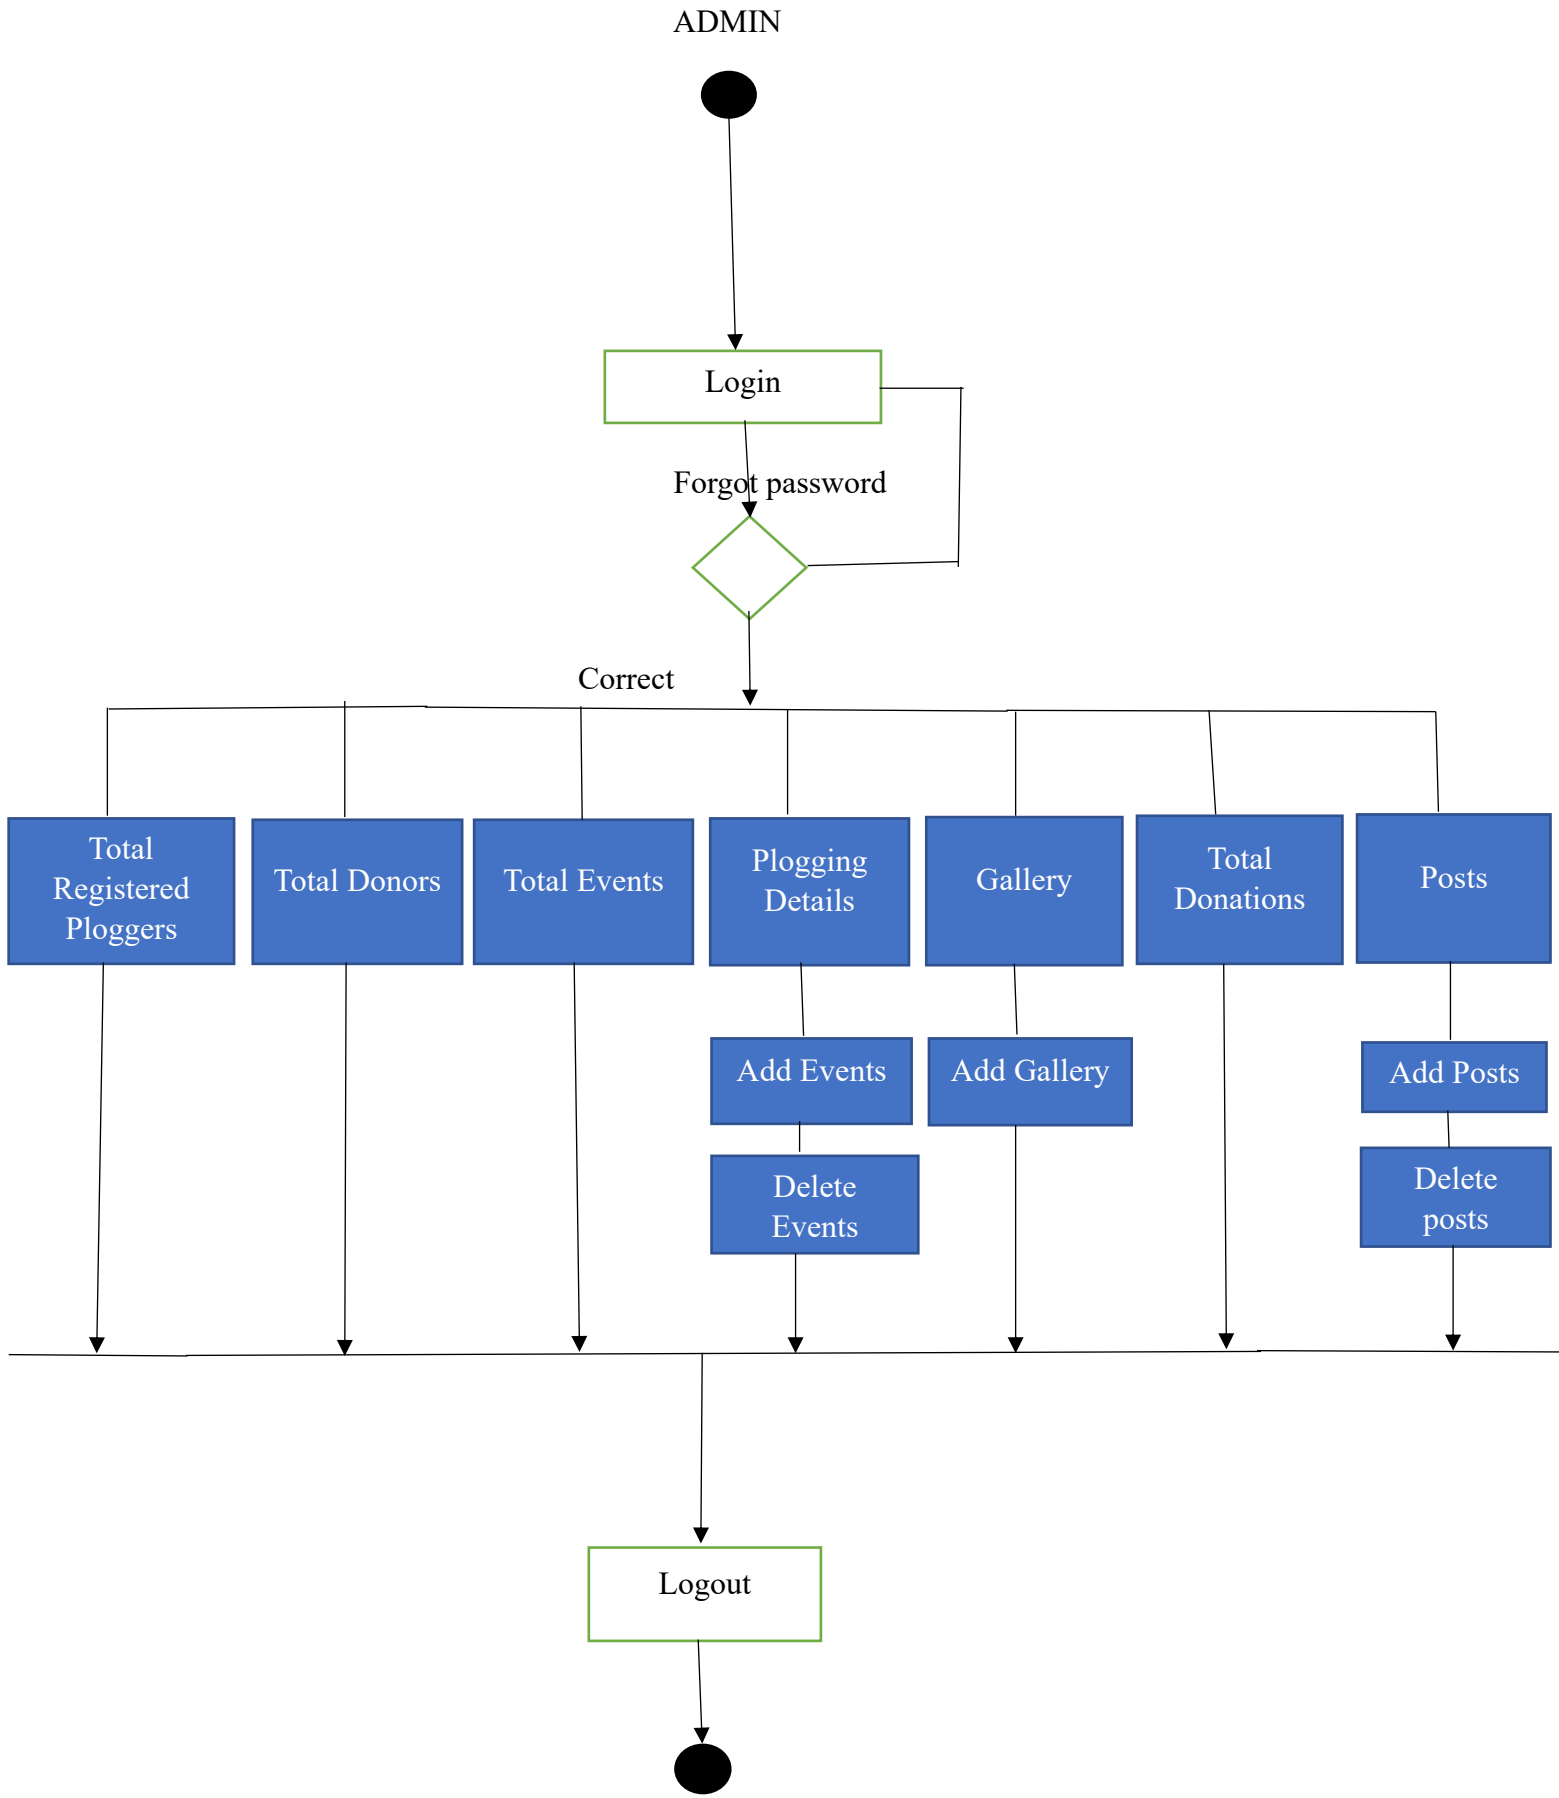 ADMIN
Login
Forgot password
Correct
Total
Registered
Ploggers
Total Donors
Total Events
Plogging
Details
Gallery
Total
Donations
Posts
Add Events
Add Gallery
Add Posts
Delete
Events
Delete
posts
Logout